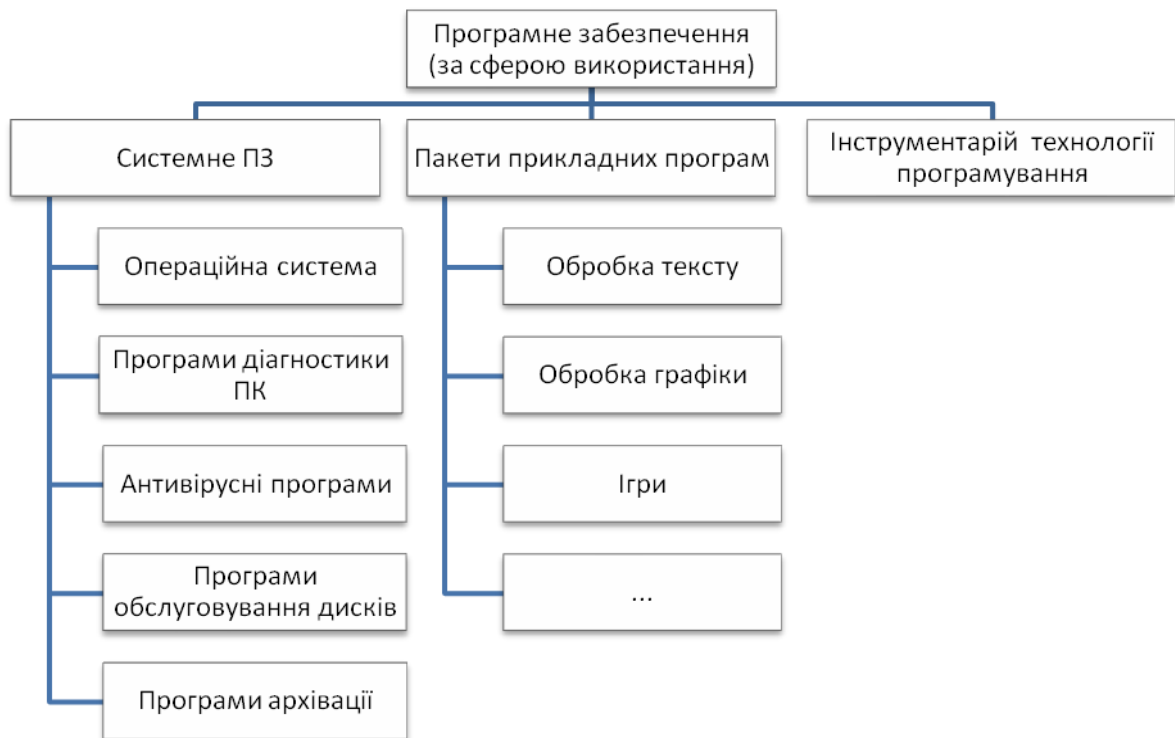 Програмне забезпечення
(за сферою використання)
Системне ПЗ
Пакети прикладних програм
Інструментарій технології
програмування
Операційна система
Програми діагностики
ПК
Антивірусні програми
Програми
обслуговування дисків
Програми архівації
Обробка тексту
Обробка графіки
Ігри
...